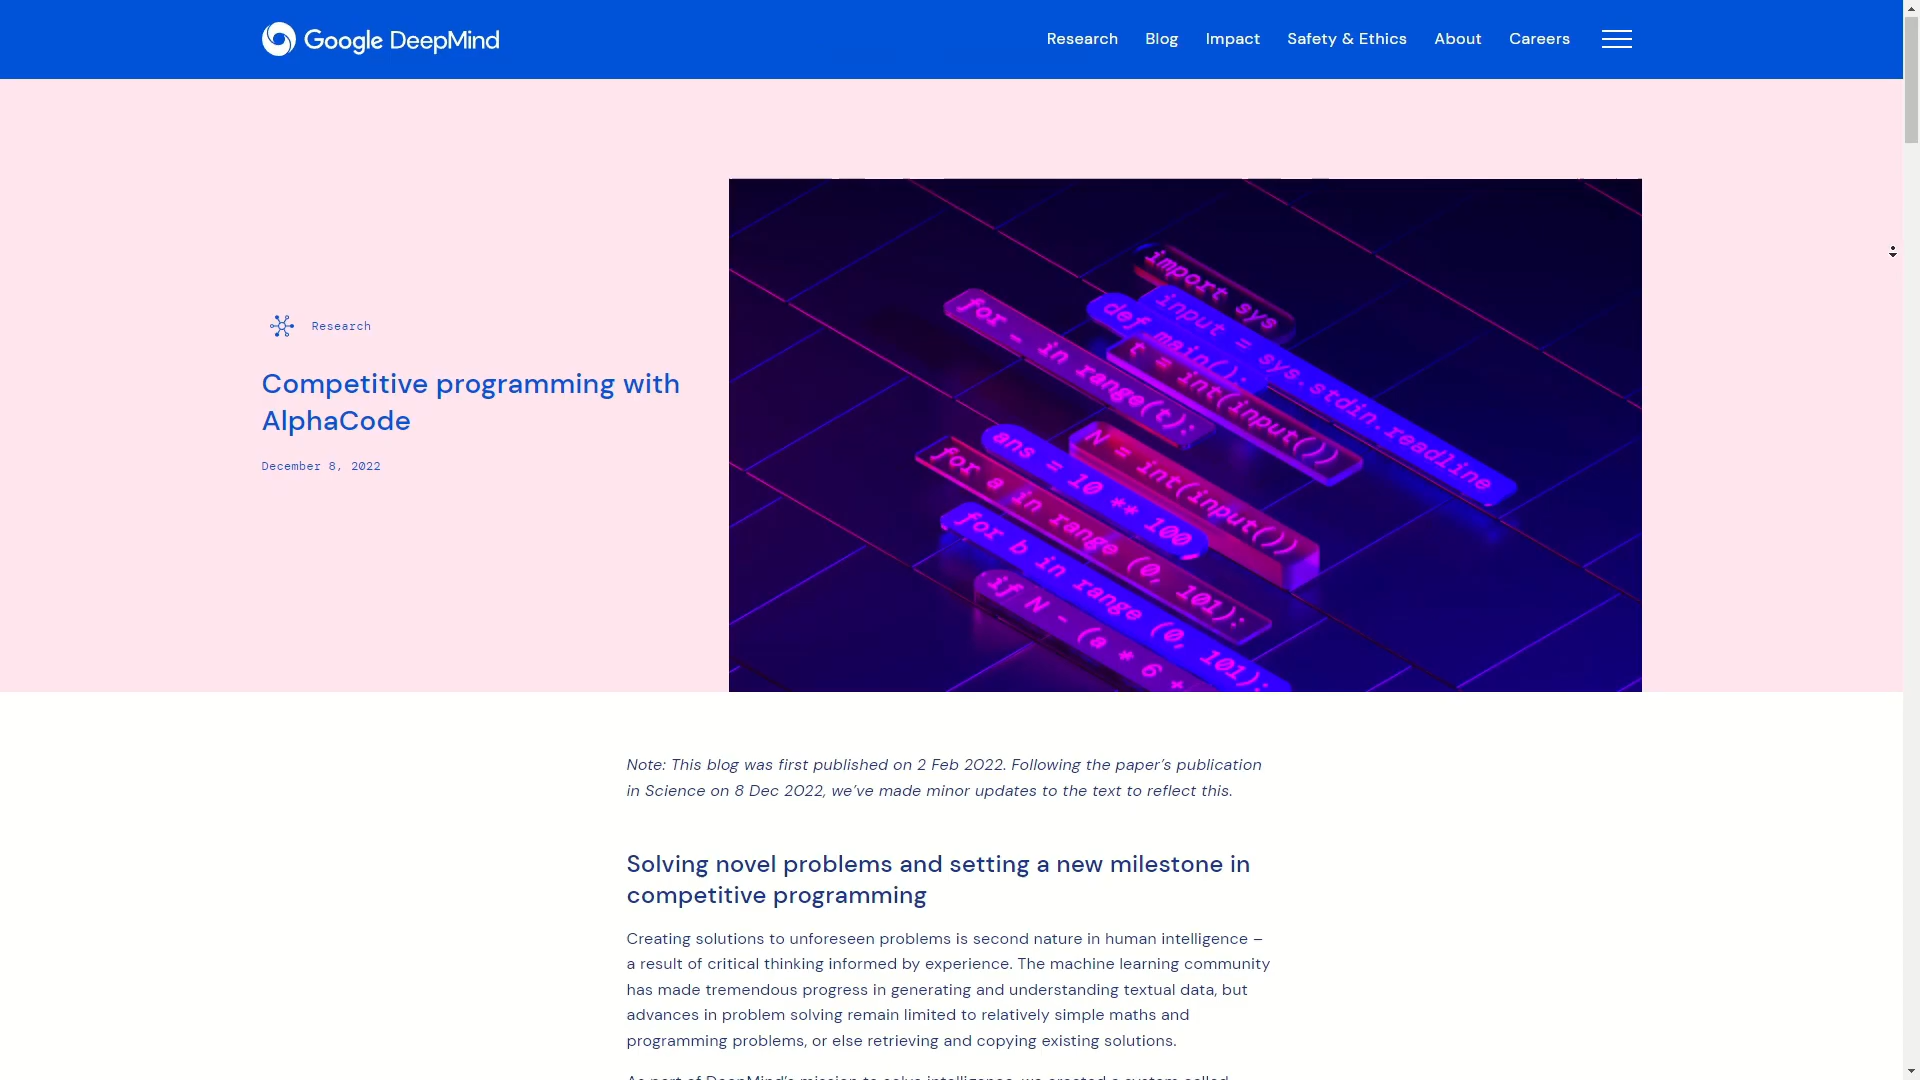 Google DeepMind
Research Blog Impact Safety & Ethics About Careers
Research
Competitive programming with
AlphaCode
December 8, 2022
import sys
input = sys.stdin.readline
def main():
t = int(input())
for - in range(t):
N = int(input())
ans = 10 ** 100
for a in range (0, 101):
for b in range (0, 101):
if N - (a * 6 +
Note: This blog was first published on 2 Feb 2022. Following the paper’s publication
in Science on 8 Dec 2022, we’ve made minor updates to the text to reflect this.
Solving novel problems and setting a new milestone in
competitive programming
Creating solutions to unforeseen problems is second nature in human intelligence –
a result of critical thinking informed by experience. The machine learning community
has made tremendous progress in generating and understanding textual data, but
advances in problem solving remain limited to relatively simple maths and
programming problems, or else retrieving and copying existing solutions.
As part of DeepMind’s mission to solve intelligence, we created a system called